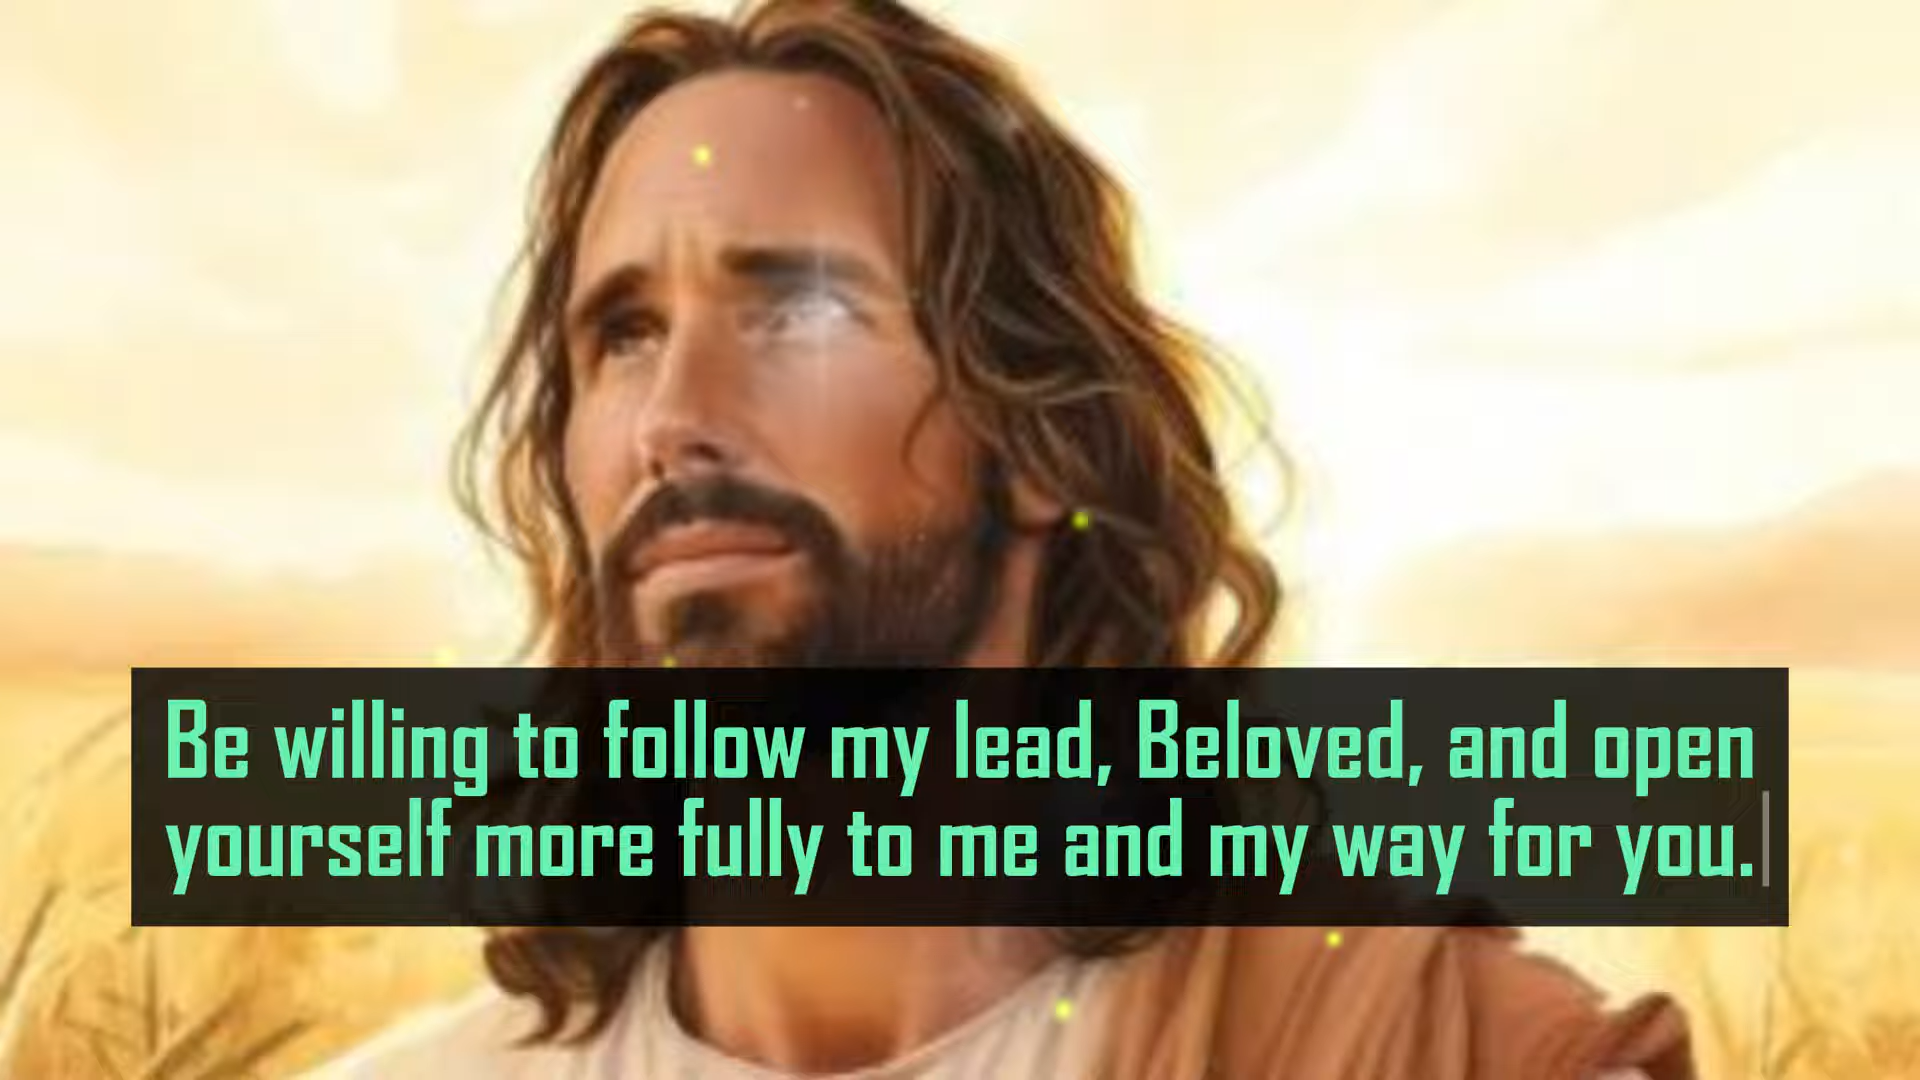 Be willing to follow my lead, Beloved, and open
yourself more fully to me and my way for you.